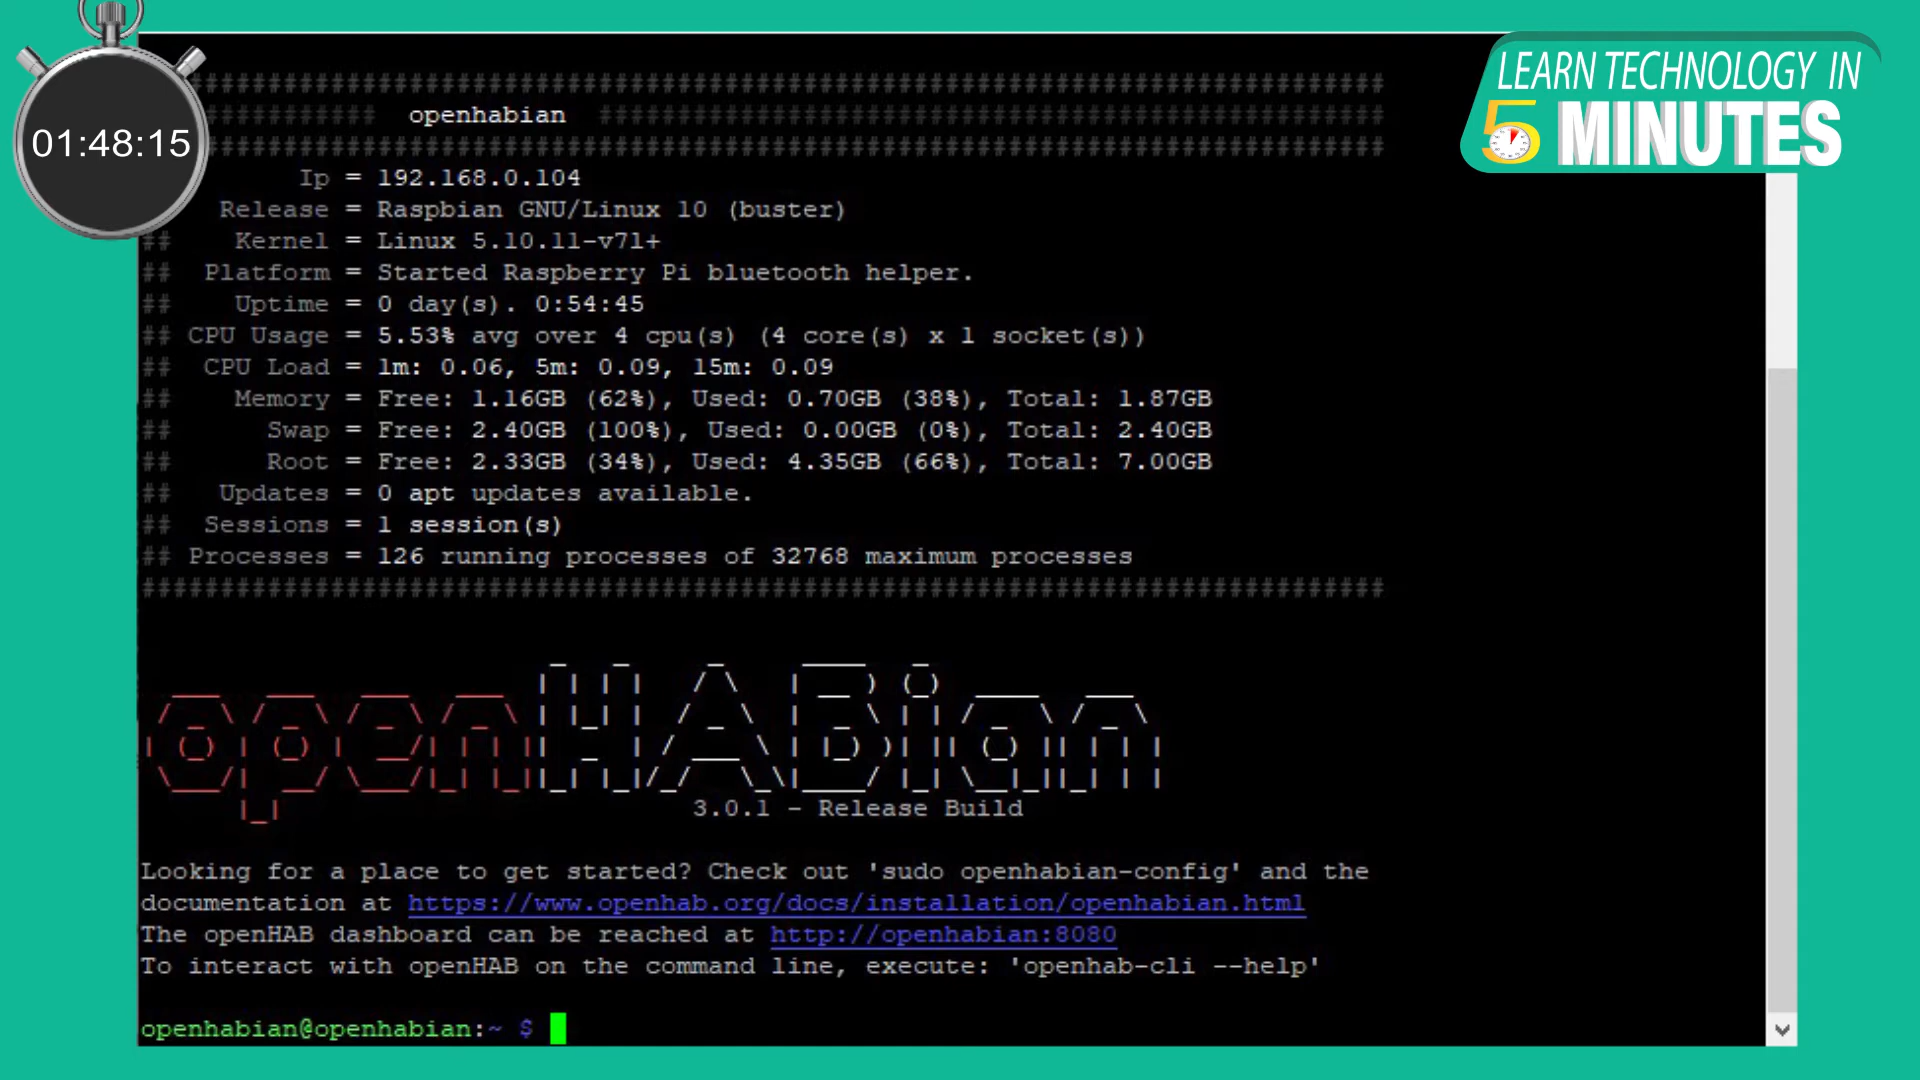 01:48:15
LEARN TECHNOLOGY IN
5 MINUTES
###############################################################################
########### openhabian ##################################################
###########################################################################
Ip = 192.168.0.104
Release = Raspbian GNU/Linux 10 (buster)
## Kernel = Linux 5.10.11-v7l+
## Platform = Started Raspberry Pi bluetooth helper.
## Uptime = 0 day(s). 0:54:45
## CPU Usage = 5.53% avg over 4 cpu(s) (4 core(s) x 1 socket(s))
## CPU Load = 1m: 0.06, 5m: 0.09, 15m: 0.09
## Memory = Free: 1.16GB (62%), Used: 0.70GB (38%), Total: 1.87GB
## Swap = Free: 2.40GB (100%), Used: 0.00GB (0%), Total: 2.40GB
## Root = Free: 2.33GB (34%), Used: 4.35GB (66%), Total: 7.00GB
## Updates = 0 apt updates available.
## Sessions = 1 session(s)
## Processes = 126 running processes of 32768 maximum processes
###############################################################################
openHABian
3.0.1 - Release Build
Looking for a place to get started? Check out 'sudo openhabian-config' and the
documentation at https://www.openhab.org/docs/installation/openhabian.html
The openHAB dashboard can be reached at http://openhabian:8080
To interact with openHAB on the command line, execute: 'openhab-cli --help'
openhabian@openhabian:~ $